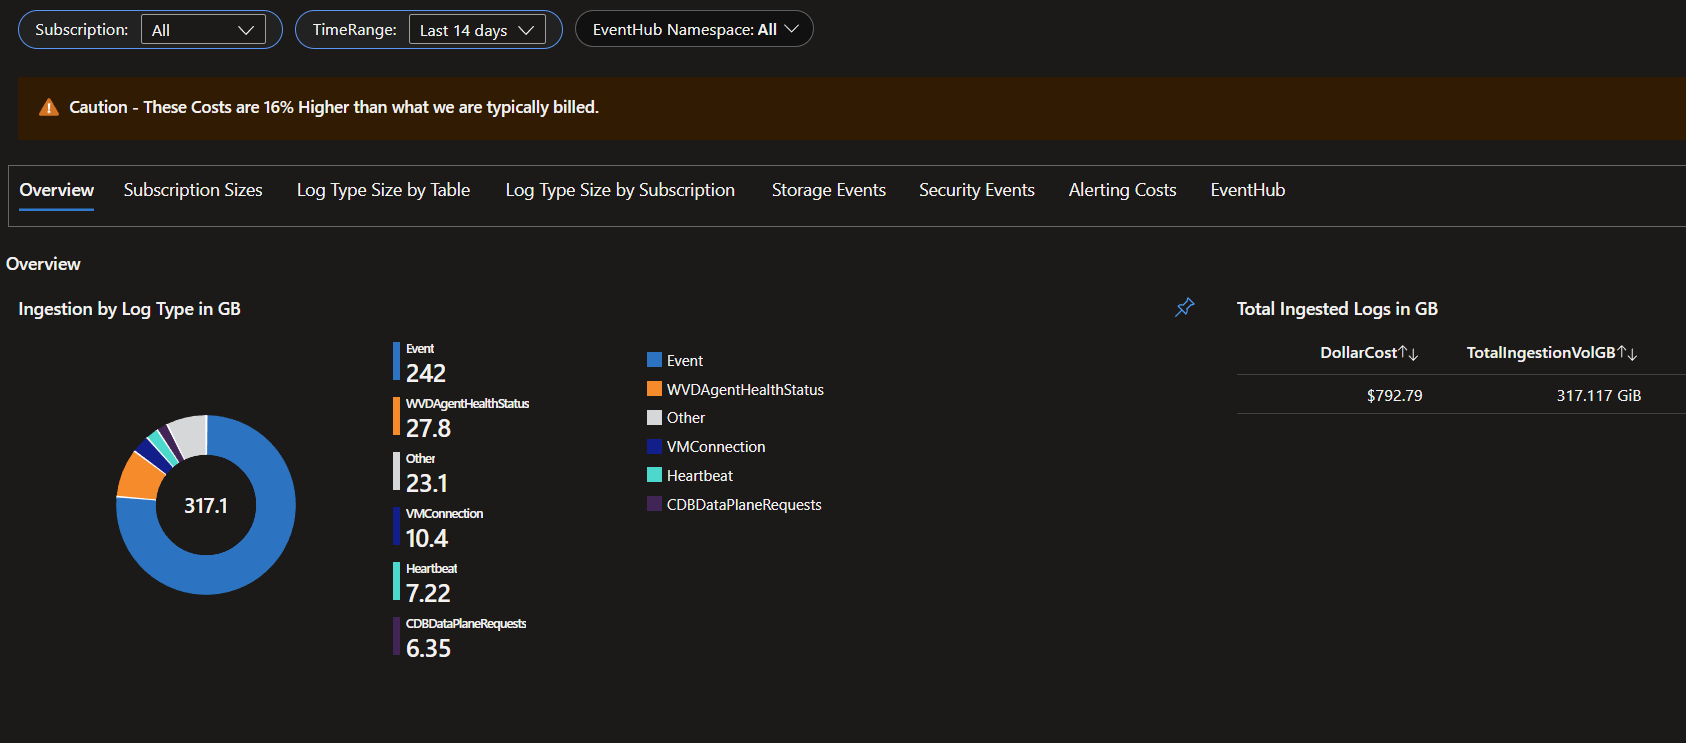 Subscription: All TimeRange: Last 14 days EventHub Namespace: All
Caution - These Costs are 16% Higher than what we are typically billed.
Overview Subscription Sizes Log Type Size by Table Log Type Size by Subscription Storage Events Security Events Alerting Costs EventHub
Overview
Ingestion by Log Type in GB
317.1
Event
242
WVDAgentHealthStatus
27.8
Other
23.1
VMConnection
10.4
Heartbeat
7.22
CDBDataPlaneRequests
6.35
Event
WVDAgentHealthStatus
Other
VMConnection
Heartbeat
CDBDataPlaneRequests
Total Ingested Logs in GB
DollarCost↑↓ TotalIngestionVolGB↑↓
$792.79 317.117 GiB